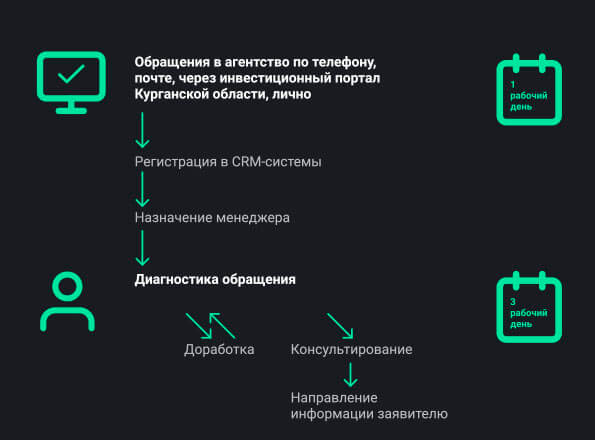 Обращения в агентство по телефону,
почте, через инвестиционный портал
Курганской области, лично
1
рабочий
день
Регистрация в CRM-системы
Назначение менеджера
Диагностика обращения
3
рабочий
день
Доработка
Консультирование
Направление
информации заявителю